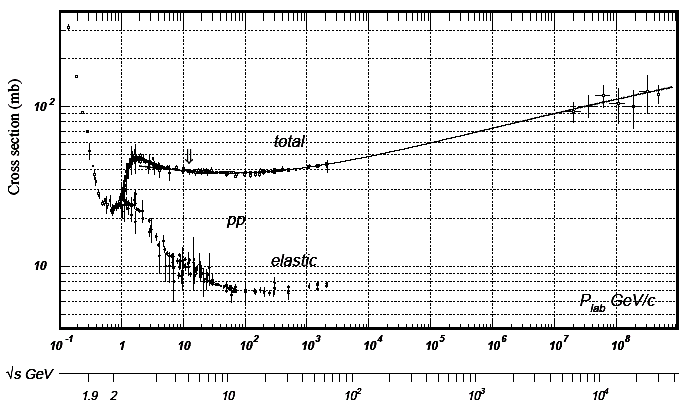 Cross section (mb)
10²
10
total
⇓
pp
elastic
P_lab GeV/c
10⁻¹ 1 10 10² 10³ 10⁴ 10⁵ 10⁶ 10⁷ 10⁸
√s GeV
1.9 2 10 10² 10³ 10⁴